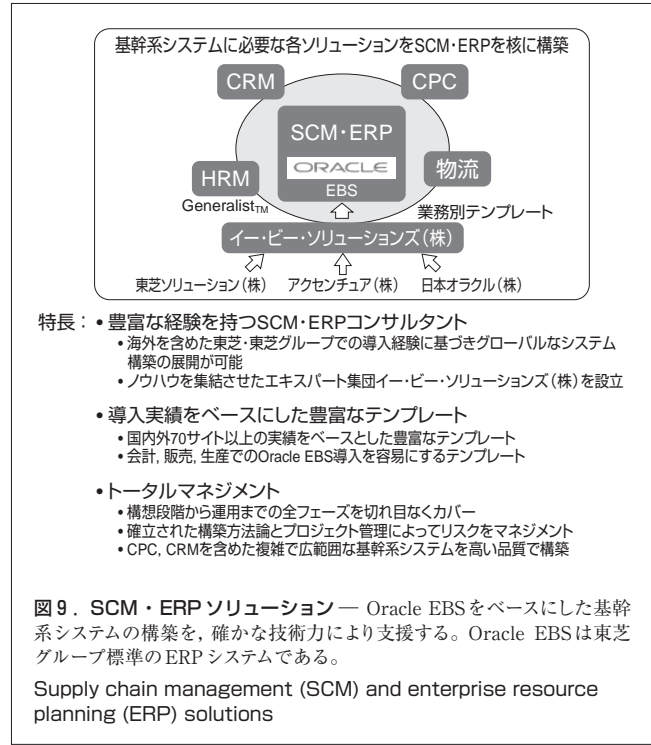 基幹系システムに必要な各ソリューションをSCM・ERPを核に構築
CRM
CPC
SCM・ERP
ORACLE
EBS
HRM
物流
Generalist™
業務別テンプレート
イー・ビー・ソリューションズ(株)
東芝ソリューション(株) アクセンチュア(株) 日本オラクル(株)
特長:•豊富な経験を持つSCM・ERPコンサルタント
•海外を含めた東芝・東芝グループでの導入経験に基づきグローバルなシステム
構築の展開が可能
•ノウハウを集結させたエキスパート集団イー・ビー・ソリューションズ(株)を設立
•導入実績をベースにした豊富なテンプレート
•国内外70サイト以上の実績をベースとした豊富なテンプレート
•会計, 販売, 生産でのOracle EBS導入を容易にするテンプレート
•トータルマネジメント
•構想段階から運用までの全フェーズを切れ目なくカバー
•確立された構築方法論とプロジェクト管理によってリスクをマネジメント
•CPC, CRMを含めた複雑で広範囲な基幹系システムを高い品質で構築
図9. SCM・ERPソリューション — Oracle EBSをベースにした基幹
系システムの構築を, 確かな技術力により支援する。Oracle EBSは東芝
グループ標準のERPシステムである。
Supply chain management (SCM) and enterprise resource
planning (ERP) solutions